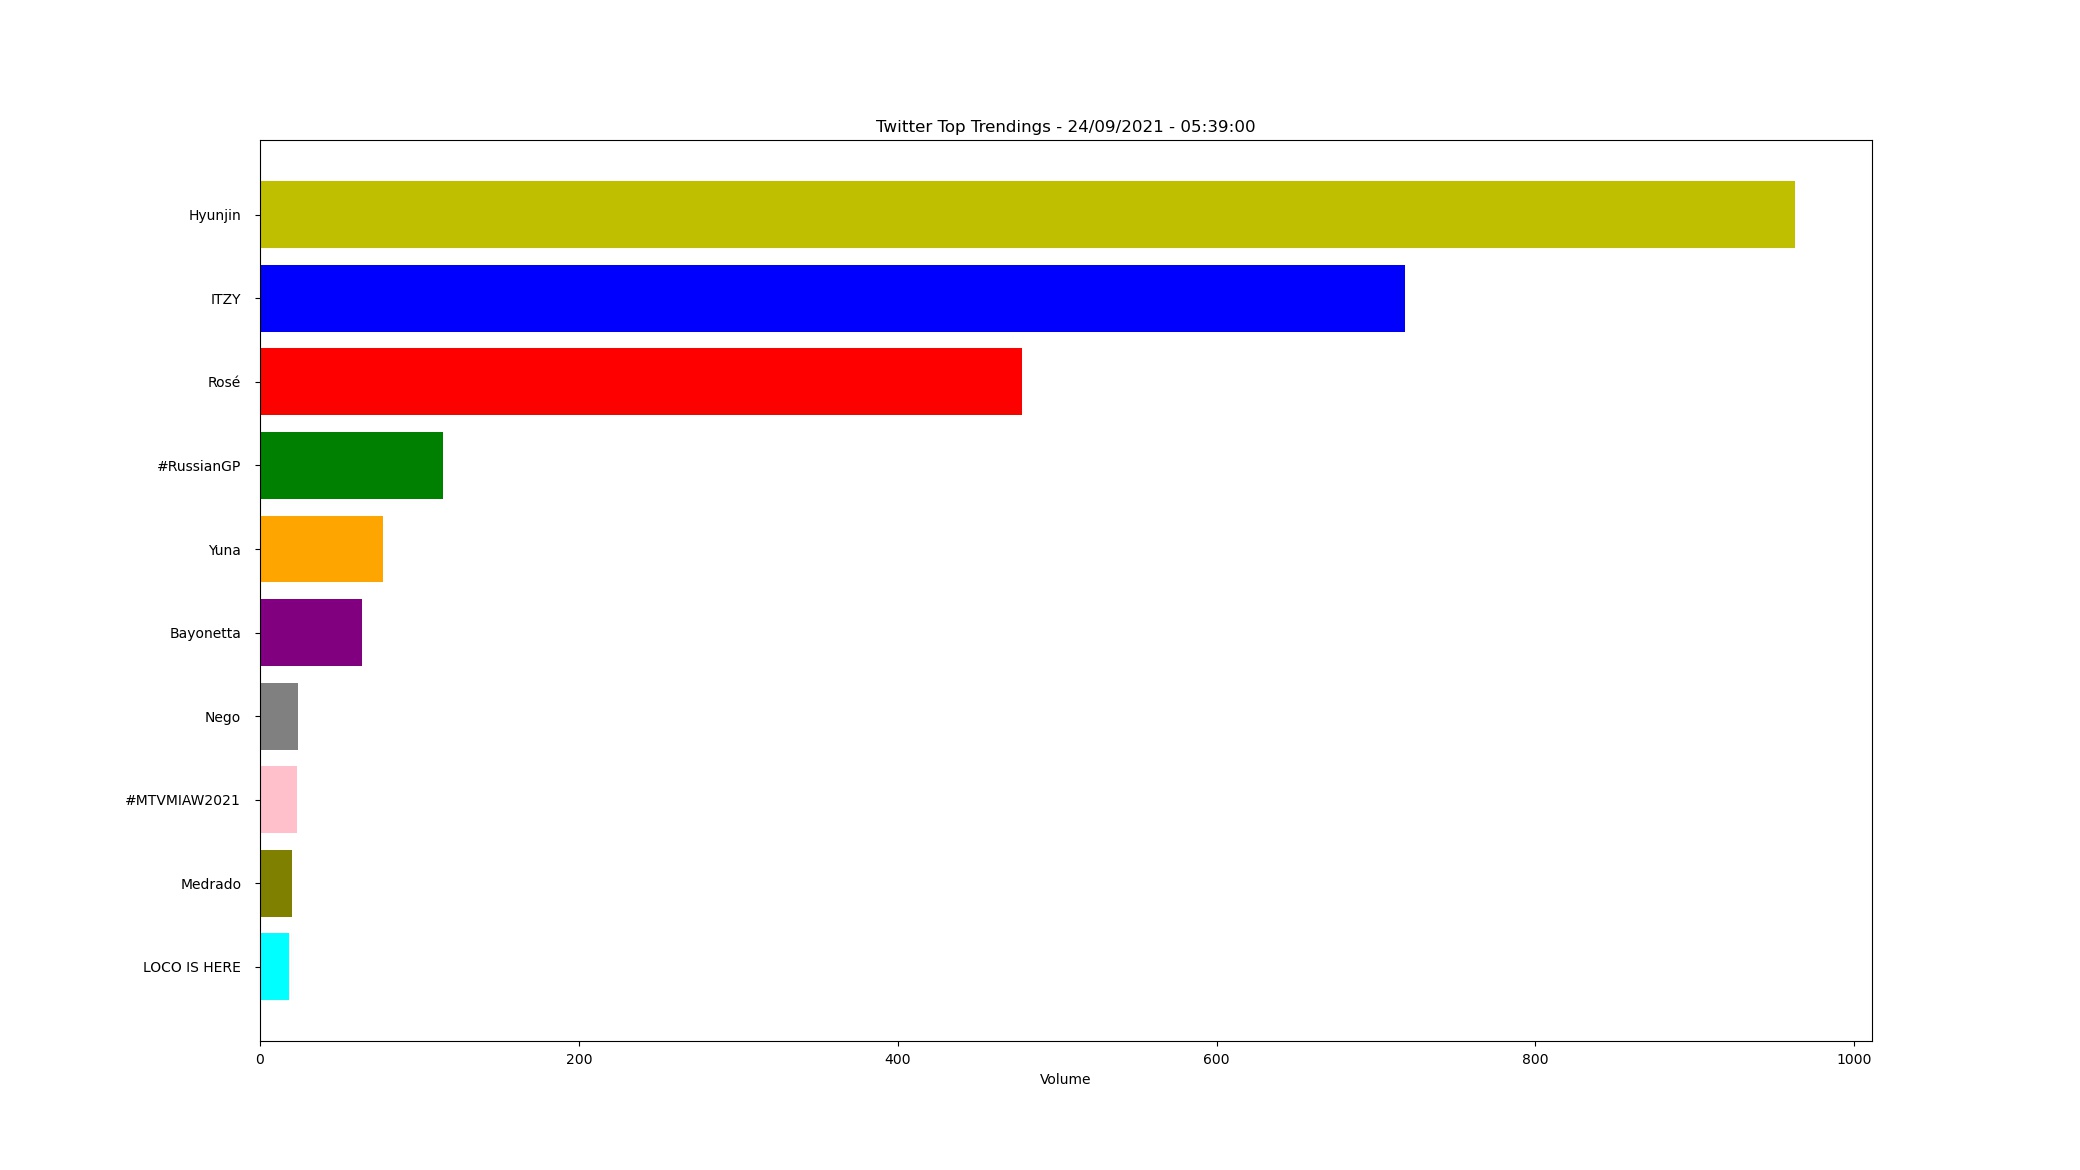 Twitter Top Trendings - 24/09/2021 - 05:39:00
Hyunjin
ITZY
Rosé
#RussianGP
Yuna
Bayonetta
Nego
#MTVMIAW2021
Medrado
LOCO IS HERE
0 200 400 600 800 1000
Volume